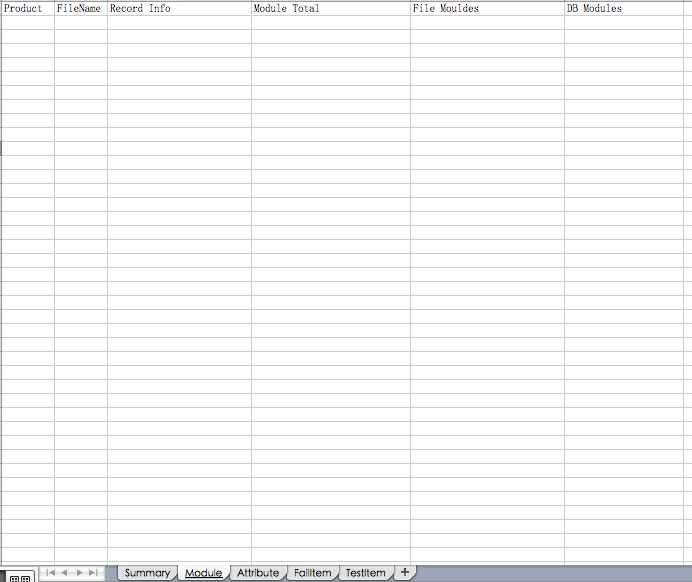 Product FileName Record Info Module Total File Mouldes DB Modules
Summary Module Attribute FailItem TestItem +